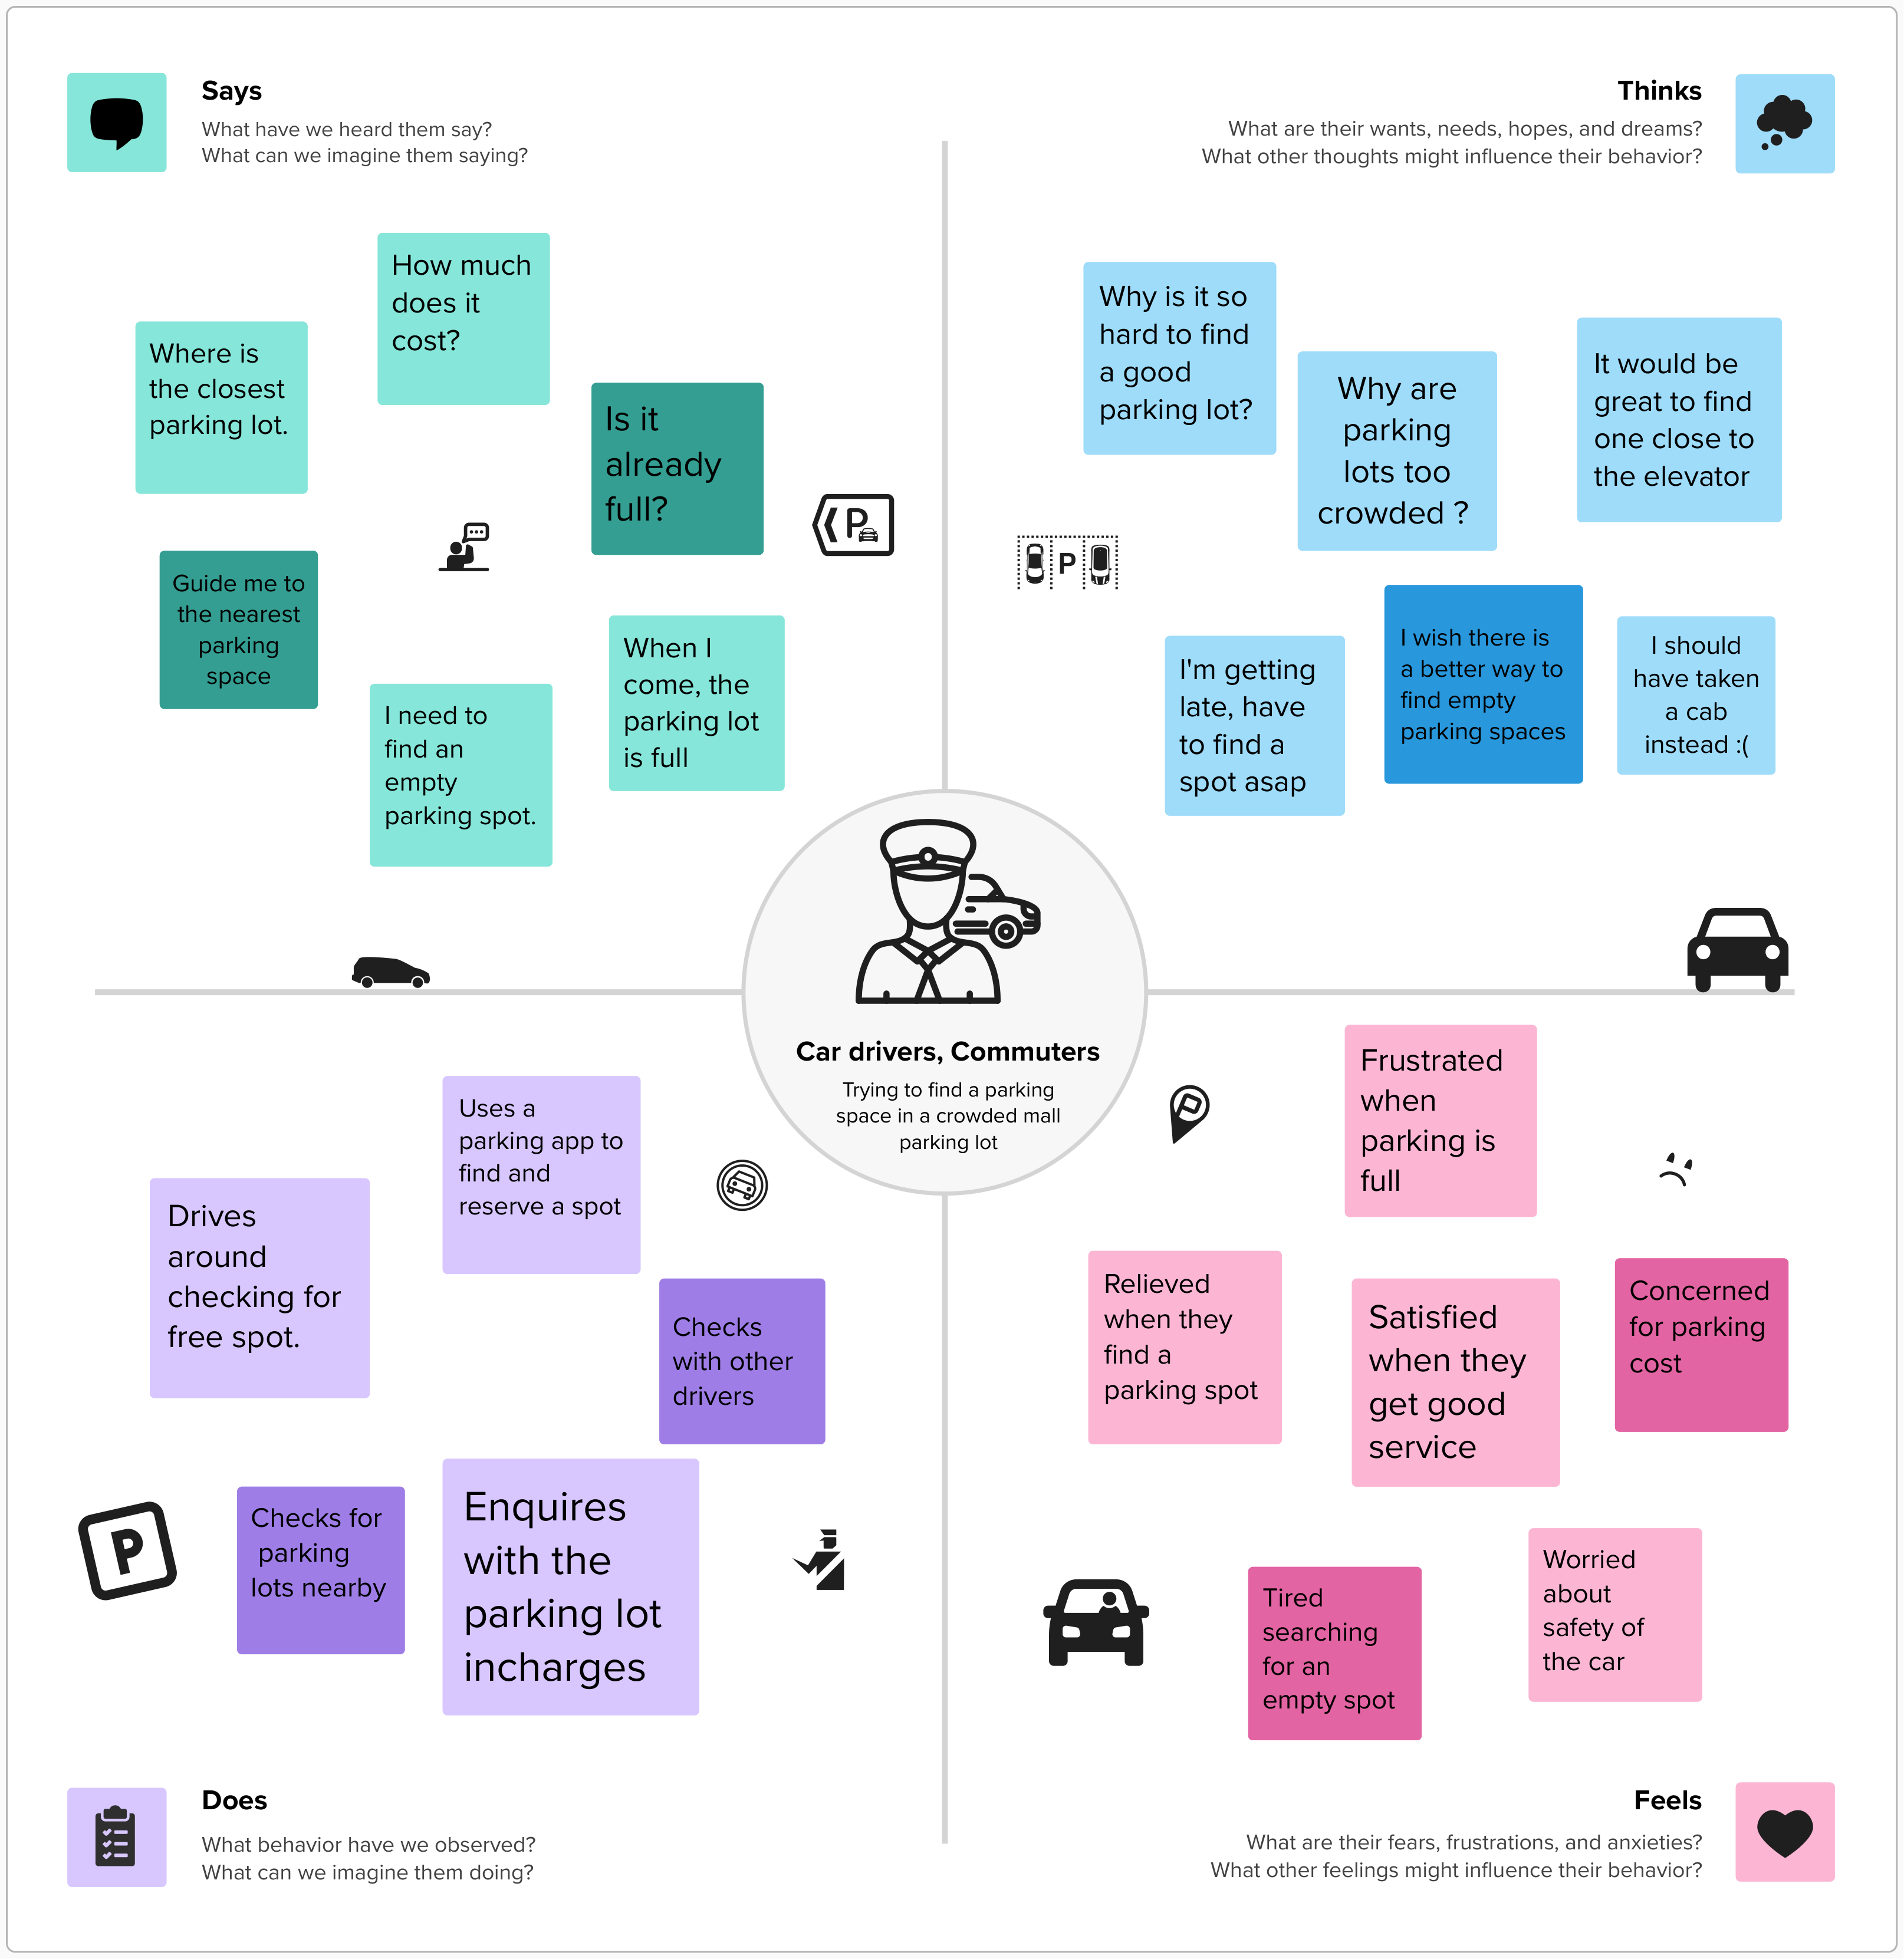 Says
What have we heard them say?
What can we imagine them saying?
Thinks
What are their wants, needs, hopes, and dreams?
What other thoughts might influence their behavior?
How much
does it
cost?
Where is
the closest
parking lot.
Is it
already
full?
P
Guide me to
the nearest
parking
space
When I
come, the
parking lot
is full
I need to
find an
empty
parking spot.
Why is it so
hard to find
a good
parking lot?
Why are
parking
lots too
crowded ?
It would be
great to find
one close to
the elevator
P
I'm getting
late, have
to find a
spot asap
I wish there is
a better way to
find empty
parking spaces
I should
have taken
a cab
instead :(
Car drivers, Commuters
Trying to find a parking
space in a crowded mall
parking lot
Uses a
parking app to
find and
reserve a spot
Drives
around
checking for
free spot.
Checks
with other
drivers
P
Checks for
parking
lots nearby
Enquires
with the
parking lot
incharges
P
Frustrated
when
parking is
full
Relieved
when they
find a
parking spot
Satisfied
when they
get good
service
Concerned
for parking
cost
Tired
searching
for an
empty spot
Worried
about
safety of
the car
Does
What behavior have we observed?
What can we imagine them doing?
Feels
What are their fears, frustrations, and anxieties?
What other feelings might influence their behavior?